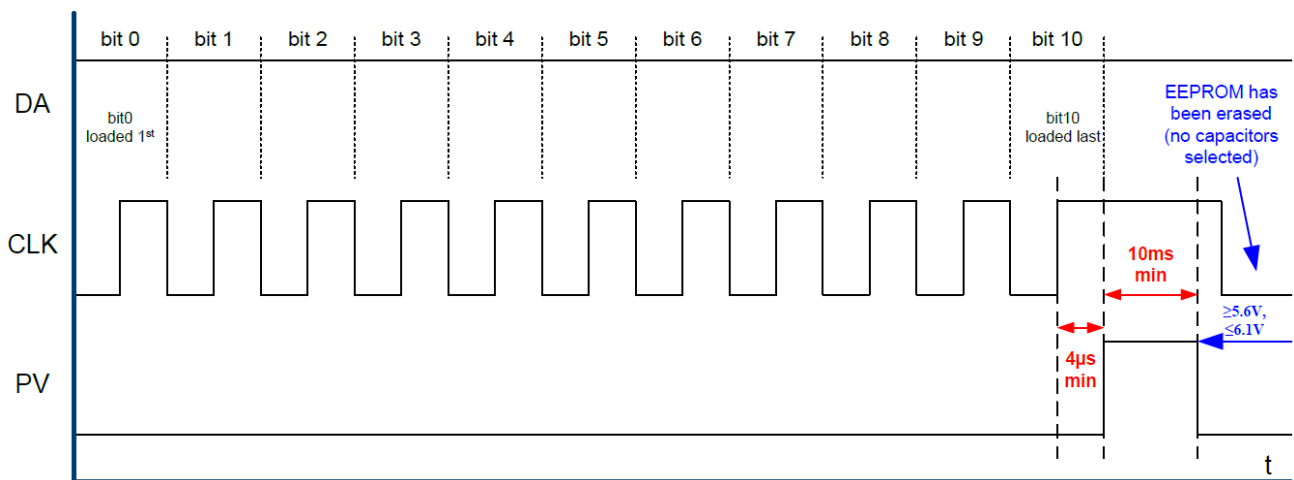 bit 0 bit 1 bit 2 bit 3 bit 4 bit 5 bit 6 bit 7 bit 8 bit 9 bit 10
DA
bit0
loaded 1st
bit10
loaded last
EEPROM has
been erased
(no capacitors
selected)
CLK
10ms
min
≥5.6V,
≤6.1V
4µs
min
PV
t